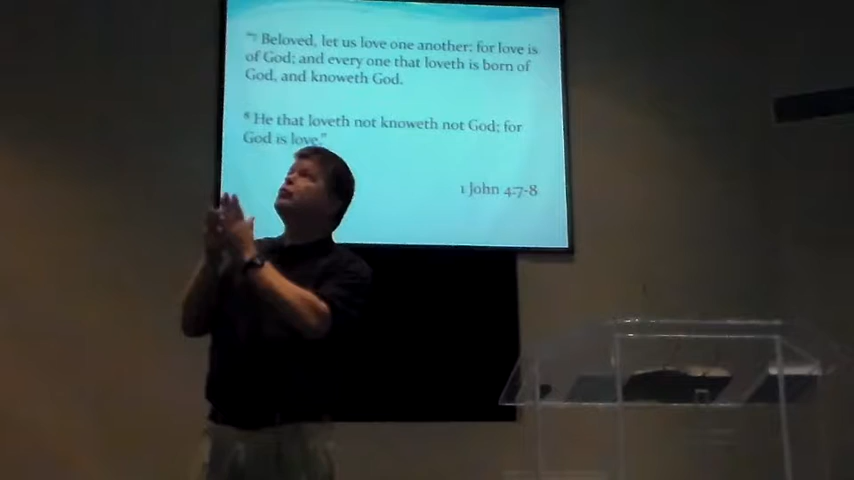 "⁷ Beloved, let us love one another: for love is
of God; and every one that loveth is born of
God, and knoweth God.
⁸ He that loveth not knoweth not God; for
God is love."
1 John 4:7-8